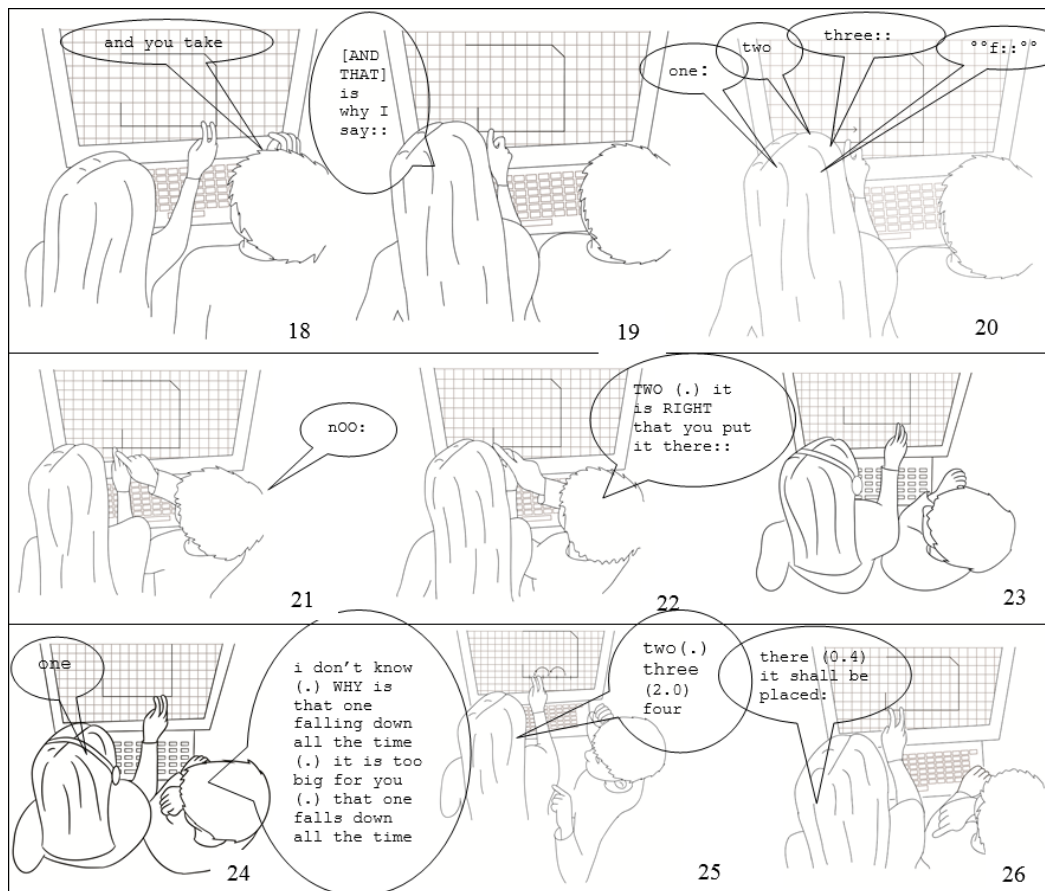 and you take
[AND
THAT]
is
why I
say::
18
19
one:
two
three::
°°f::°°
20
nOO:
21
TWO (.) it
is RIGHT
that you put
it there::
22
23
one
24
i don't know
(.) WHY is
that one
falling down
all the time
(.) it is too
big for you
(.) that one
falls down
all the time
two(.)
three
(2.0)
four
25
there (0.4)
it shall be
placed:
26